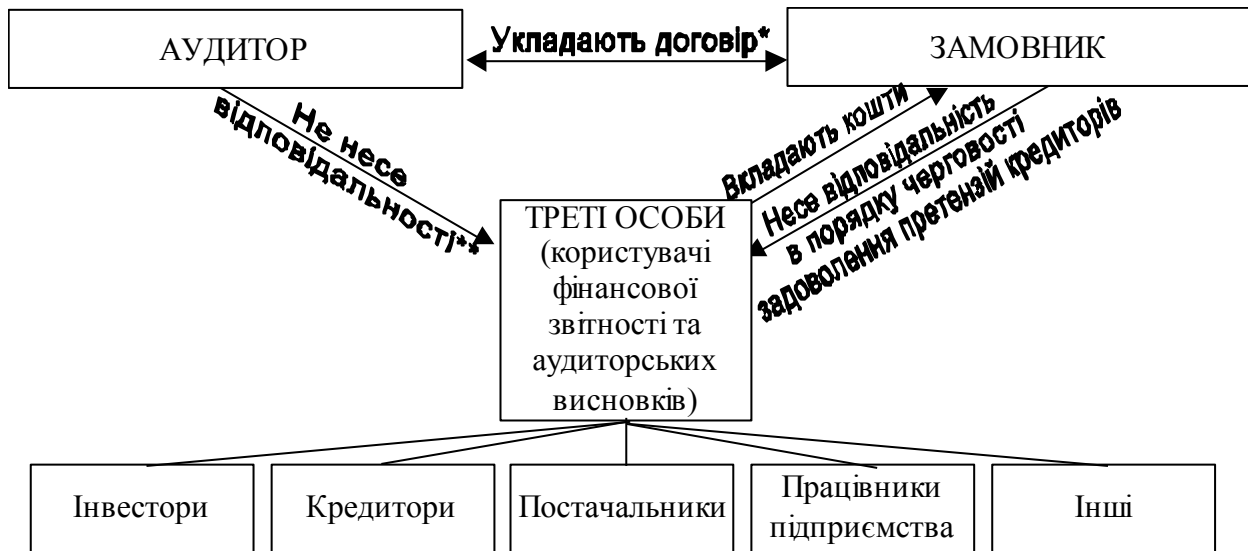 АУДИТОР
Укладають договір*
ЗАМОВНИК
Не несе
відповідальності**
Вкладають кошти
Несе відповідальність
в порядку черговості
задоволення претензій кредиторів
ТРЕТІ ОСОБИ
(користувачі
фінансової
звітності та
аудиторських
висновків)
Інвестори
Кредитори
Постачальники
Працівники
підприємства
Інші